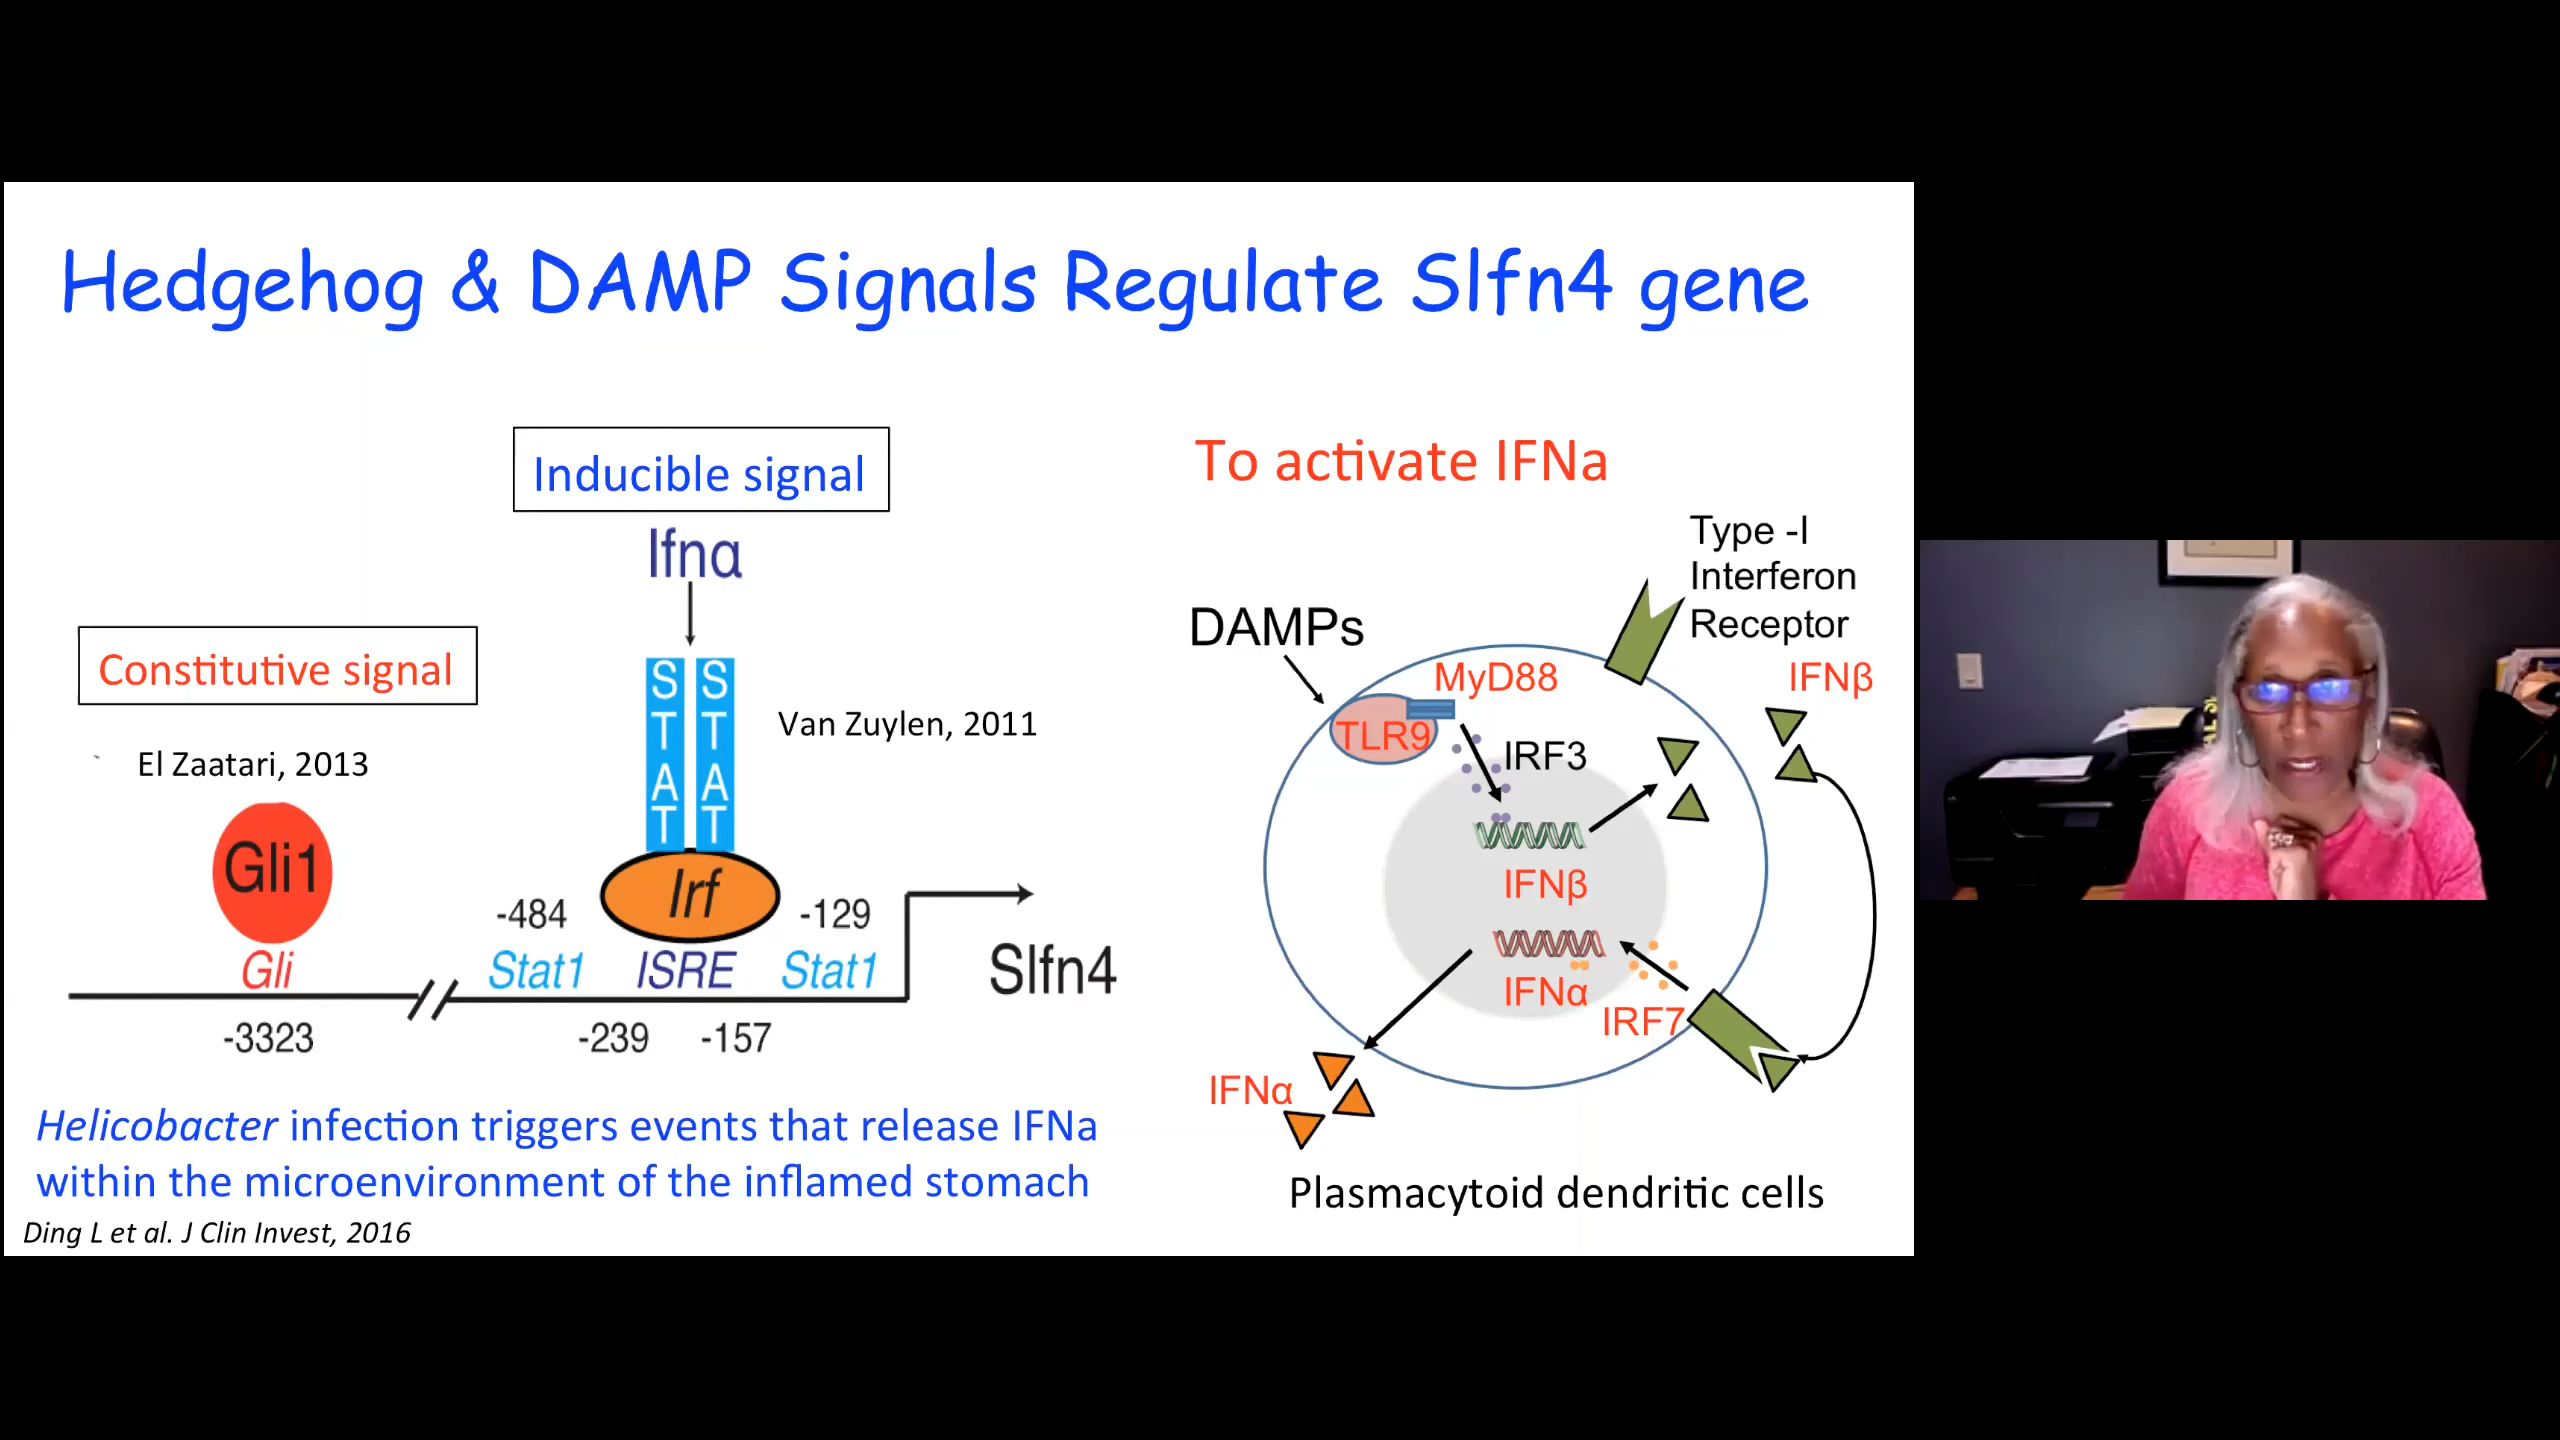 Hedgehog & DAMP Signals Regulate Slfn4 gene
Inducible signal
Ifnα
Constitutive signal
El Zaatari, 2013
STAT
STAT
Van Zuylen, 2011
Gli1
Irf
-484
-129
Gli
Stat1
ISRE
Stat1
Slfn4
-3323
-239
-157
Helicobacter infection triggers events that release IFNa
within the microenvironment of the inflamed stomach
Ding L et al. J Clin Invest, 2016
To activate IFNa
Type -I
Interferon
Receptor
DAMPs
MyD88
IFNβ
TLR9
IRF3
IFNβ
IFNα
IRF7
IFNα
Plasmacytoid dendritic cells